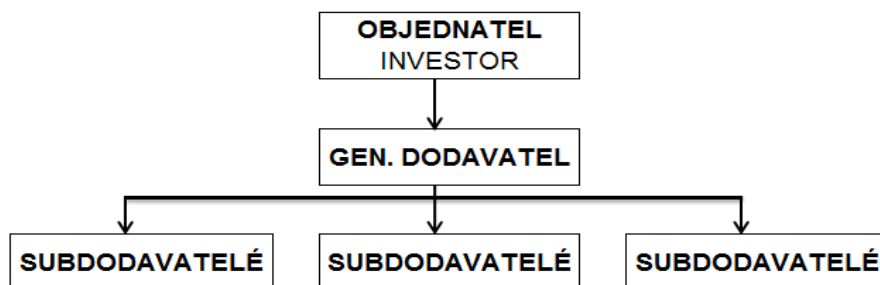 OBJEDNATEL
INVESTOR
GEN. DODAVATEL
SUBDODAVATELÉ
SUBDODAVATELÉ
SUBDODAVATELÉ